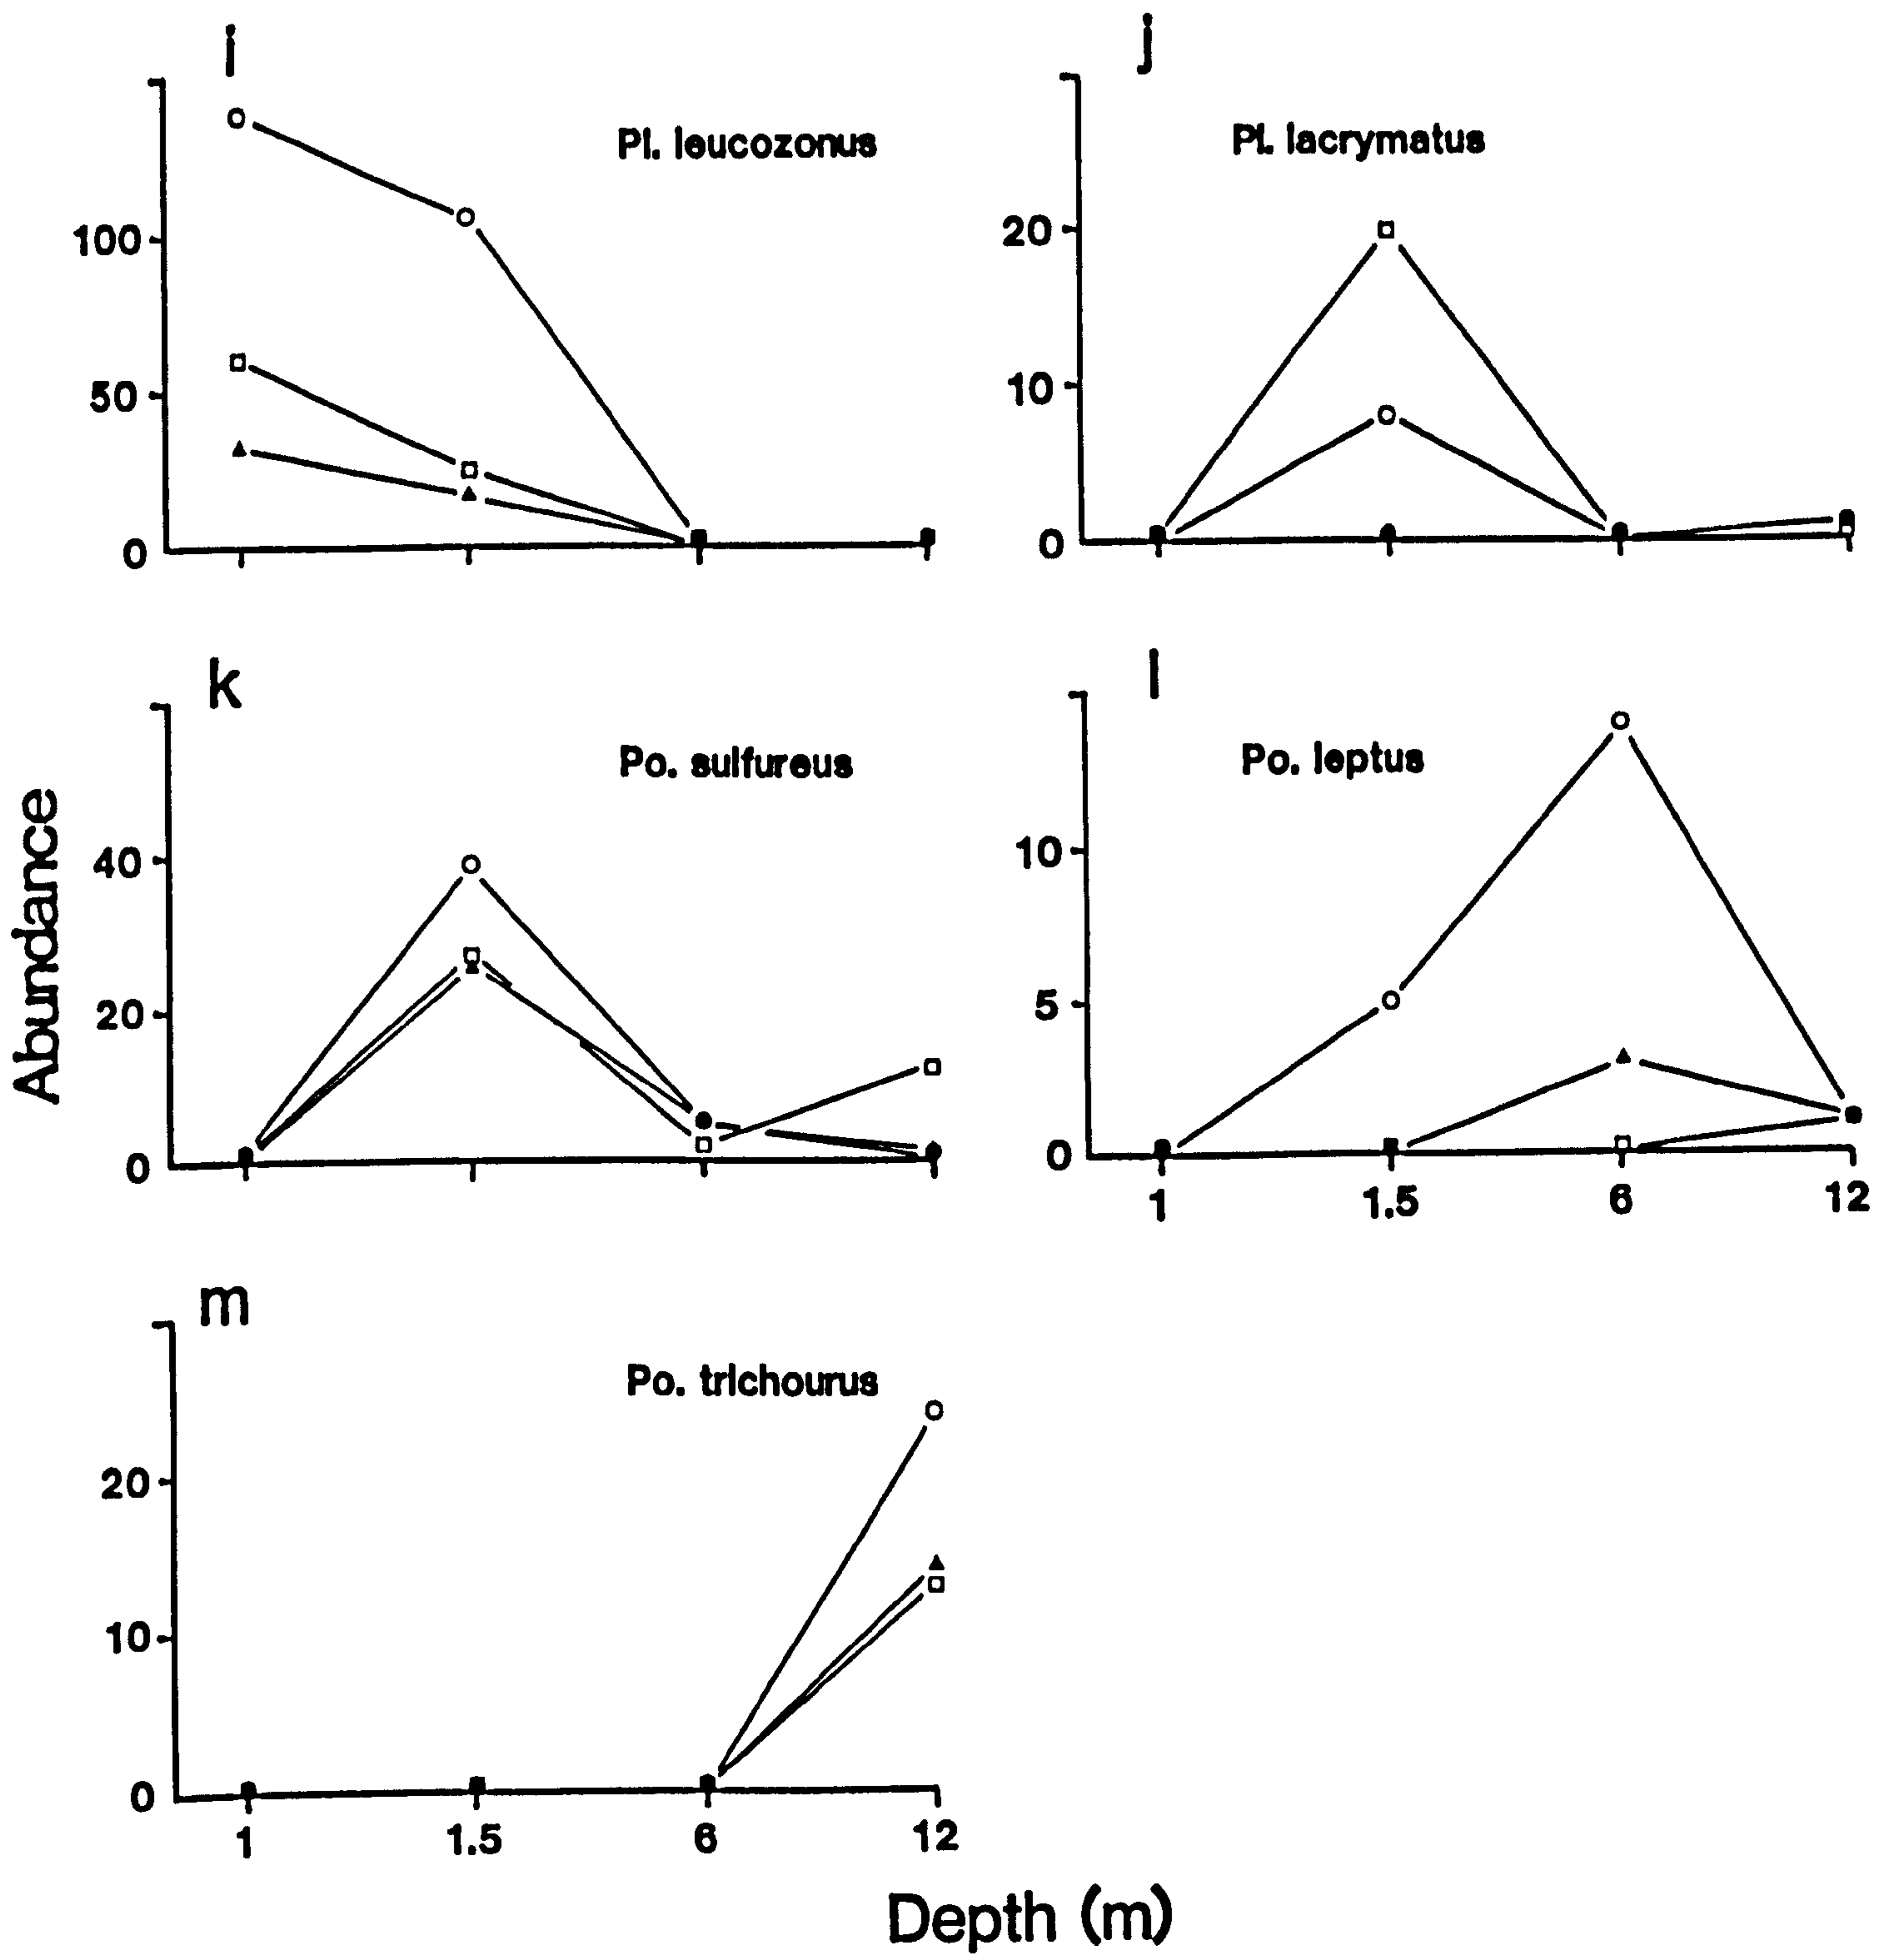 i
j
Pl. leucozonus
Pl. lacrymatus
100
50
0
20
10
0
k
l
Po. sulfureus
Po. leptus
Abundance
40
20
0
10
5
0
1 1.5 6 12
m
Po. trichourus
20
10
0
1 1.5 6 12
Depth (m)